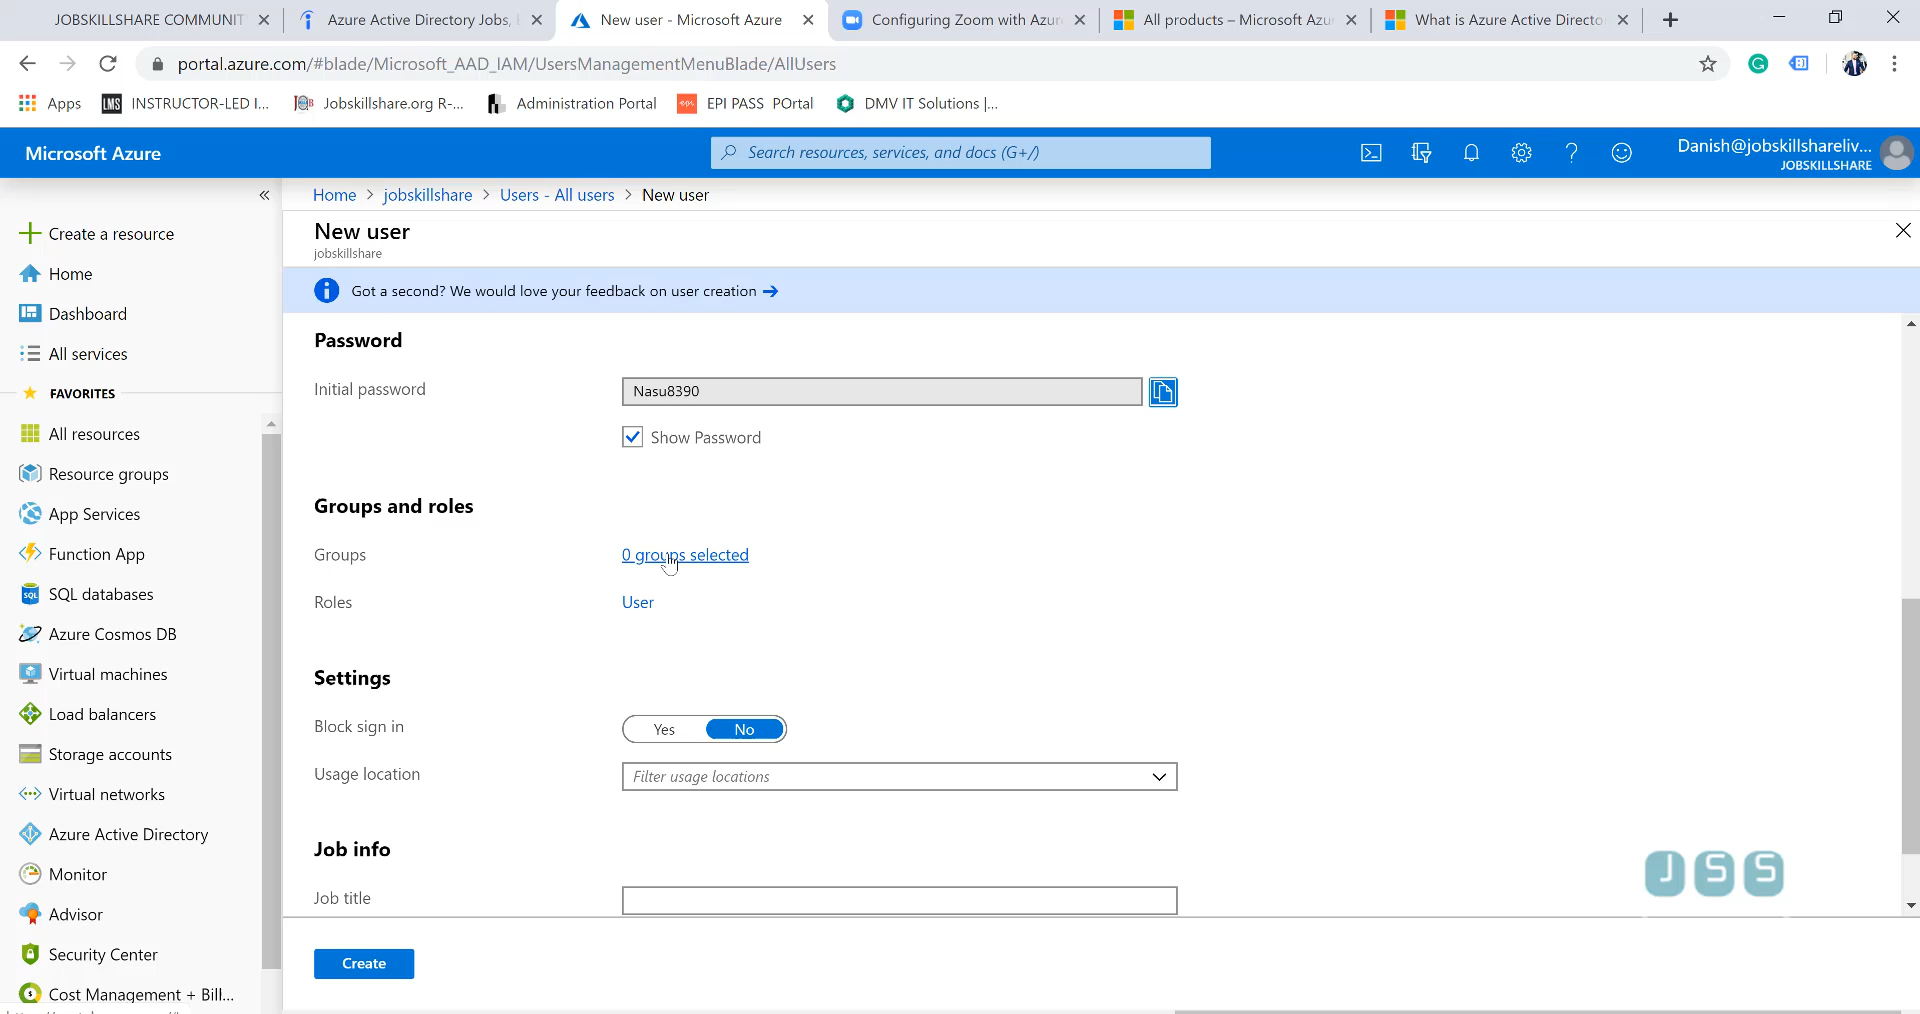 JOBSKILLSHARE COMMUNIT
Azure Active Directory Jobs,
New user - Microsoft Azure
Configuring Zoom with Azur
All products – Microsoft Azu
What is Azure Active Directo
portal.azure.com/#blade/Microsoft_AAD_IAM/UsersManagementMenuBlade/AllUsers
Apps
LMS INSTRUCTOR-LED I...
Jobskillshare.org R-...
Administration Portal
EPI PASS POrtal
DMV IT Solutions |...
Microsoft Azure
Search resources, services, and docs (G+/)
Danish@jobskillshareliv...
JOBSKILLSHARE
Home > jobskillshare > Users - All users > New user
New user
jobskillshare
Got a second? We would love your feedback on user creation
Create a resource
Home
Dashboard
All services
FAVORITES
All resources
Resource groups
App Services
Function App
SQL databases
Azure Cosmos DB
Virtual machines
Load balancers
Storage accounts
Virtual networks
Azure Active Directory
Monitor
Advisor
Security Center
Cost Management + Bill...
Password
Initial password
Nasu8390
Show Password
Groups and roles
Groups
0 groups selected
Roles
User
Settings
Block sign in
Yes No
Usage location
Filter usage locations
Job info
Job title
Create
JSS